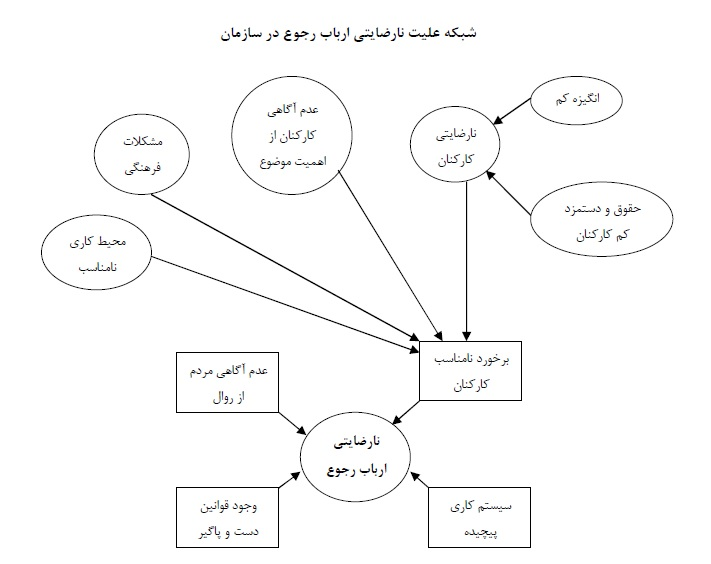 شبکه علیت نارضایتی ارباب رجوع در سازمان
انگیزه کم
نارضایتی
کارکنان
عدم آگاهی
کارکنان از
اهمیت موضوع
مشکلات
فرهنگی
حقوق و دستمزد
کم کارکنان
محیط کاری
نامناسب
برخورد نامناسب
کارکنان
عدم آگاهی مردم
از روال
نارضایتی
ارباب رجوع
سیستم کاری
پیچیده
وجود قوانین
دست و پاگیر